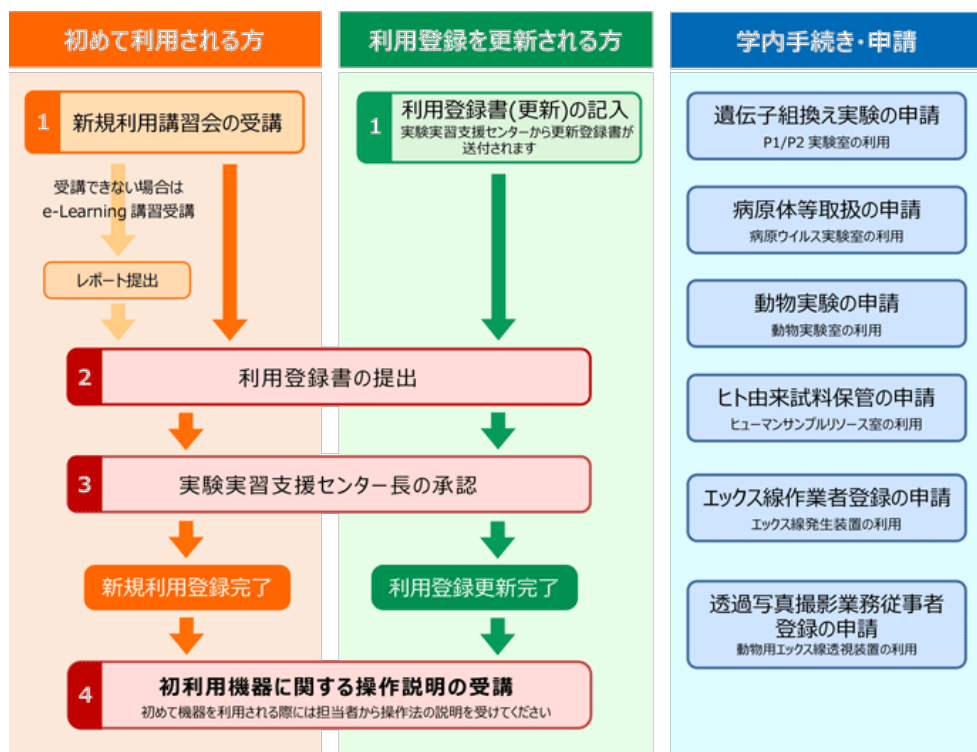 初めて利用される方
利用登録を更新される方
学内手続き・申請
1
新規利用講習会の受講
受講できない場合は
e-Learning 講習受講
レポート提出
1
利用登録書(更新)の記入
実験実習支援センターから更新登録書が
送付されます
2
利用登録書の提出
3
実験実習支援センター長の承認
新規利用登録完了
利用登録更新完了
4
初利用機器に関する操作説明の受講
初めて機器を利用される際には担当者から操作法の説明を受けてください
遺伝子組換え実験の申請
P1/P2 実験室の利用
病原体等取扱の申請
病原ウイルス実験室の利用
動物実験の申請
動物実験室の利用
ヒト由来試料保管の申請
ヒューマンサンプルリソース室の利用
エックス線作業者登録の申請
エックス線発生装置の利用
透過写真撮影業務従事者
登録の申請
動物用エックス線透視装置の利用